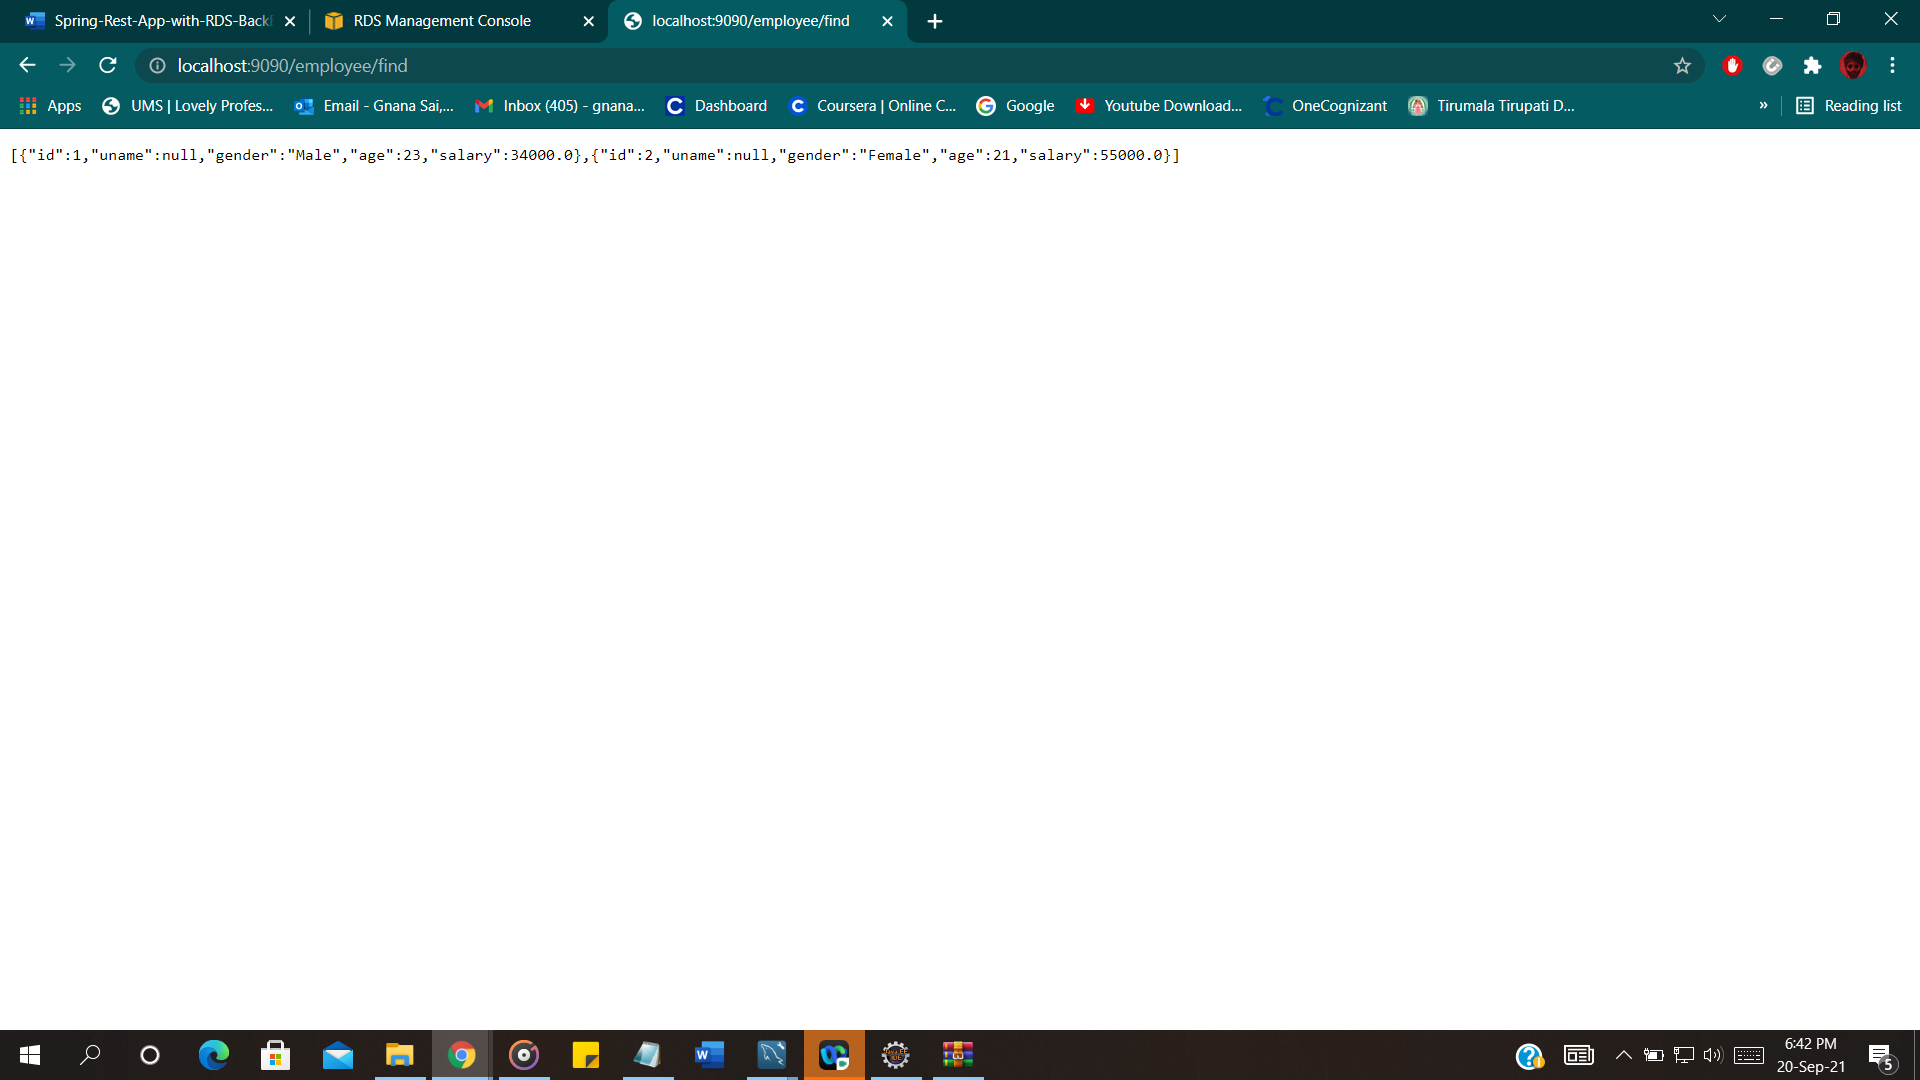 Spring-Rest-App-with-RDS-Back
RDS Management Console
localhost:9090/employee/find
localhost:9090/employee/find
Apps
UMS | Lovely Profes...
Email - Gnana Sai,...
Inbox (405) - gnana...
Dashboard
Coursera | Online C...
Google
Youtube Download...
OneCognizant
Tirumala Tirupati D...
»
Reading list
[{"id":1,"uname":null,"gender":"Male","age":23,"salary":34000.0},{"id":2,"uname":null,"gender":"Female","age":21,"salary":55000.0}]
6:42 PM
20-Sep-21
5